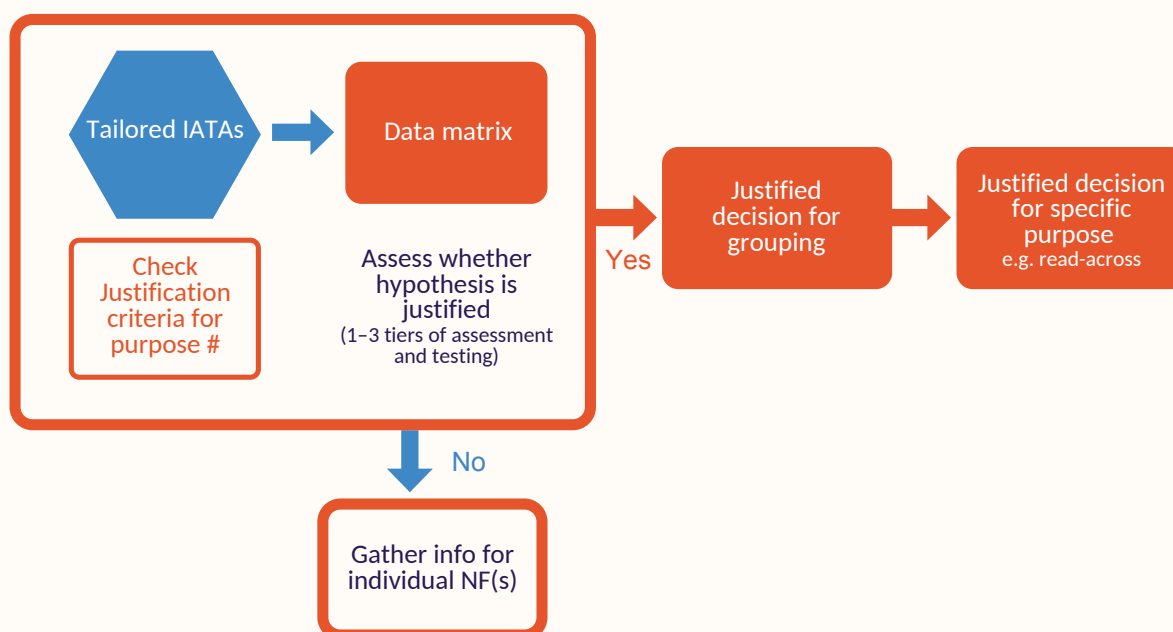 Tailored IATAs
Data matrix
Check
Justification
criteria for
purpose #
Assess whether
hypothesis is
justified
(1–3 tiers of assessment
and testing)
Yes
Justified
decision for
grouping
Justified decision
for specific
purpose
e.g. read-across
No
Gather info for
individual NF(s)